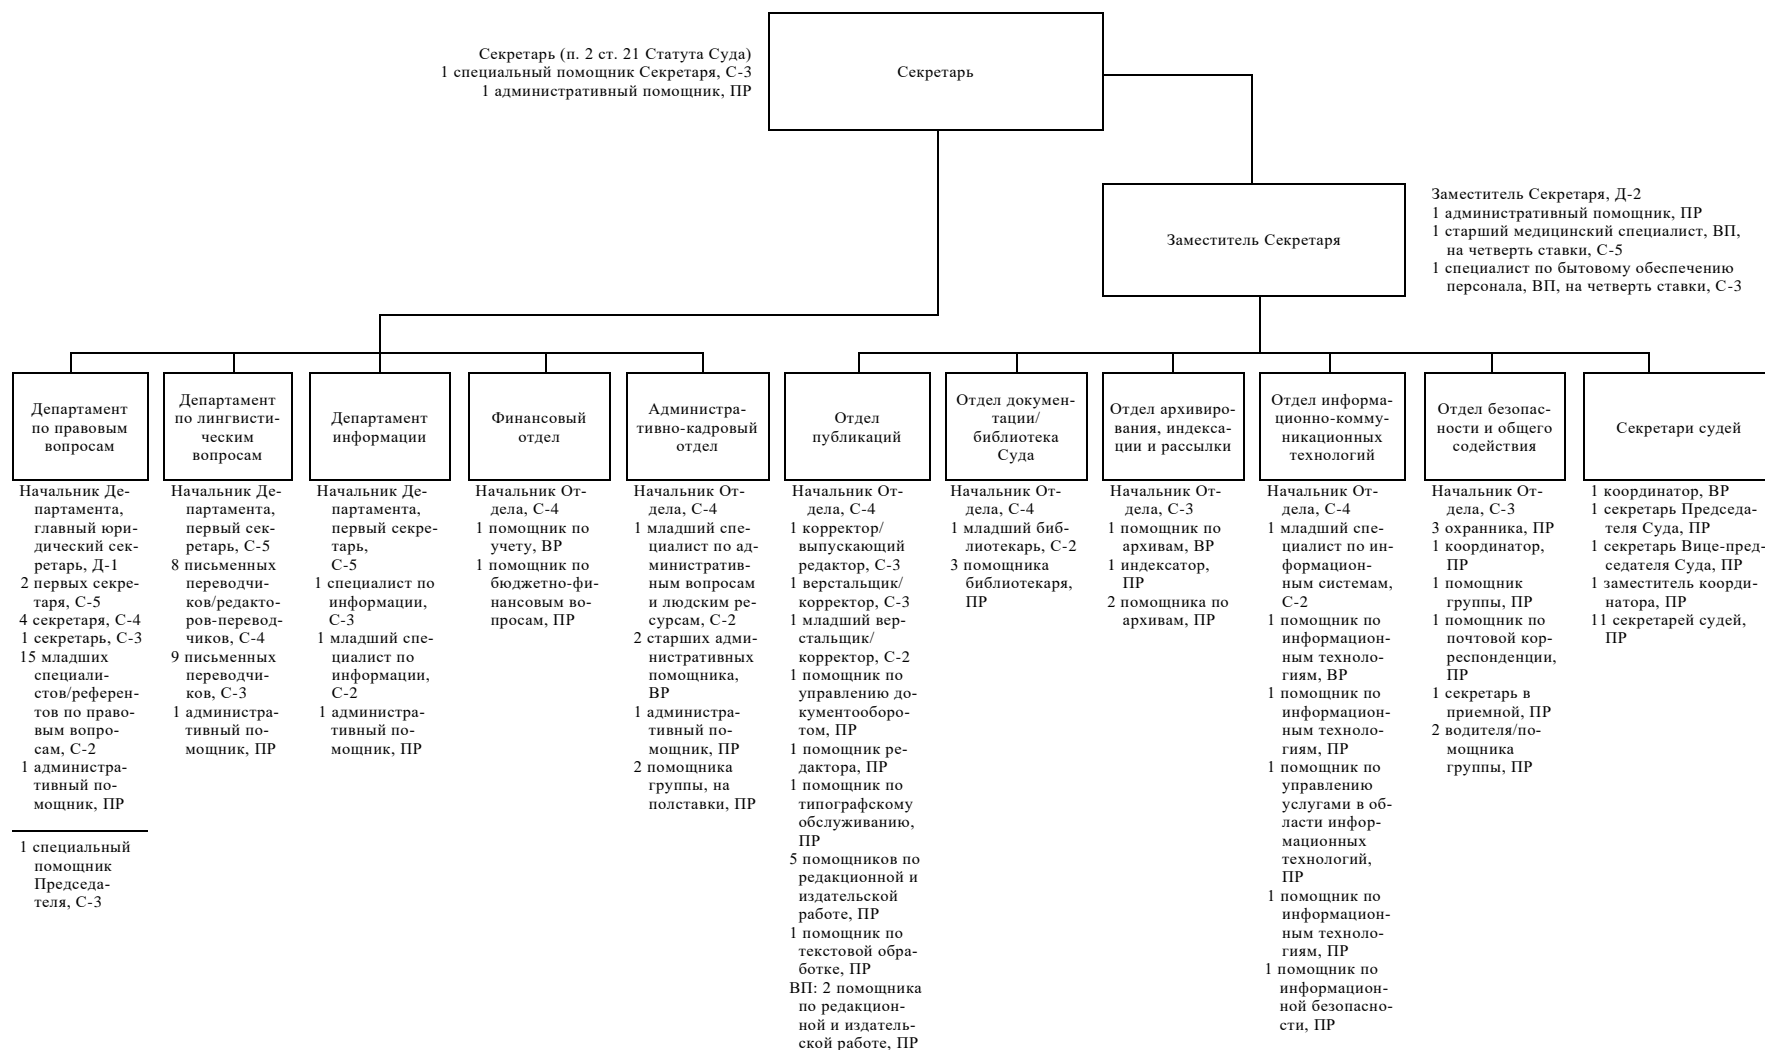 Секретарь (п. 2 ст. 21 Статута Суда)
1 специальный помощник Секретаря, С-3
1 административный помощник, ПР
Секретарь
Заместитель Секретаря
Заместитель Секретаря, Д-2
1 административный помощник, ПР
1 старший медицинский специалист, ВП,
на четверть ставки, С-5
1 специалист по бытовому обеспечению
персонала, ВП, на четверть ставки, С-3
Департамент
по правовым
вопросам
Начальник Де-
партамента,
главный юри-
дический сек-
ретарь, Д-1
2 первых секре-
таря, С-5
4 секретаря, С-4
1 секретарь, С-3
15 младших
специали-
стов/референ-
тов по право-
вым вопро-
сам, С-2
1 администра-
тивный по-
мощник, ПР
1 специальный
помощник
Председа-
теля, С-3
Департамент
по лингвисти-
ческим
вопросам
Начальник Де-
партамента,
первый сек-
ретарь, С-5
8 письменных
переводчи-
ков/редакто-
ров-перевод-
чиков, С-4
9 письменных
переводчи-
ков, С-3
1 администра-
тивный по-
мощник, ПР
Департамент
информации
Начальник Де-
партамента,
первый секре-
тарь,
С-5
1 специалист по
информации,
С-3
1 младший спе-
циалист по
информации,
С-2
1 администра-
тивный по-
мощник, ПР
Финансовый
отдел
Начальник От-
дела, С-4
1 помощник по
учету, ВР
1 помощник по
бюджетно-фи-
нансовым во-
просам, ПР
Администра-
тивно-кадровый
отдел
Начальник От-
дела, С-4
1 младший спе-
циалист по ад-
министратив-
ным вопросам
и людским ре-
сурсам, С-2
2 старших адми-
нистративных
помощника,
ВР
1 администра-
тивный по-
мощник, ПР
2 помощника
группы, на
полставки, ПР
Отдел
публикаций
Начальник От-
дела, С-4
1 корректор/
выпускающий
редактор, С-3
1 верстальщик/
корректор, С-3
1 младший вер-
стальщик/
корректор, С-2
1 помощник по
управлению до-
кументооборо-
том, ПР
1 помощник ре-
дактора, ПР
1 помощник по
типографскому
обслуживанию,
ПР
5 помощников по
редакционной и
издательской
работе, ПР
1 помощник по
текстовой обра-
ботке, ПР
ВП: 2 помощника
по редакцион-
ной и издатель-
ской работе, ПР
Отдел докумен-
тации/
библиотека
Суда
Начальник От-
дела, С-4
1 младший биб-
лиотекарь, С-2
3 помощника
библиотекаря,
ПР
Отдел архивиро-
вания, индекса-
ции и рассылки
Начальник От-
дела, С-3
1 помощник по
архивам, ВР
1 индексатор,
ПР
2 помощника по
архивам, ПР
Отдел информа-
ционно-комму-
никационных
технологий
Начальник От-
дела, С-4
1 младший спе-
циалист по ин-
формацион-
ным системам,
С-2
1 помощник по
информацион-
ным техноло-
гиям, ВР
1 помощник по
информацион-
ным техноло-
гиям, ПР
1 помощник по
управлению
услугами в об-
ласти инфор-
мационных
технологий,
ПР
1 помощник по
информацион-
ным техноло-
гиям, ПР
1 помощник по
информацион-
ной безопасно-
сти, ПР
Отдел безопас-
ности и общего
содействия
Начальник От-
дела, С-3
3 охранника, ПР
1 координатор,
ПР
1 помощник
группы, ПР
1 помощник по
почтовой кор-
респонденции,
ПР
1 секретарь в
приемной, ПР
2 водителя/по-
мощника
группы, ПР
Секретари судей
1 координатор, ВР
1 секретарь Председа-
теля Суда, ПР
1 секретарь Вице-пред-
седателя Суда, ПР
1 заместитель коорди-
натора, ПР
11 секретарей судей,
ПР